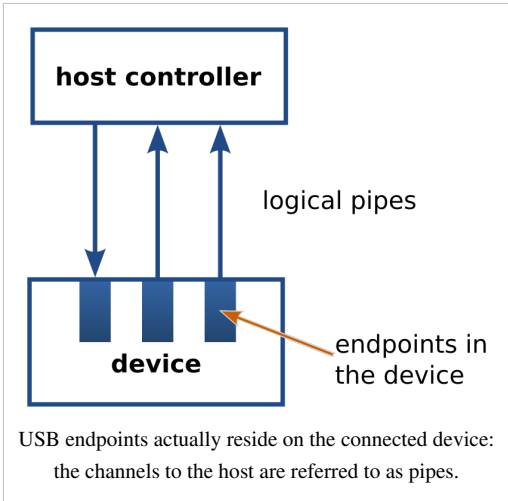 host controller
logical pipes
endpoints in
the device
device
USB endpoints actually reside on the connected device:
the channels to the host are referred to as pipes.